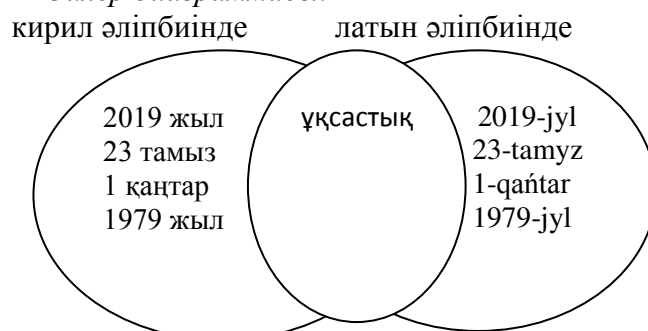 кирил әліпбиінде
латын әліпбиінде
2019 жыл
23 тамыз
1 қаңтар
1979 жыл
ұқсастық
2019-jyl
23-tamyz
1-qańtar
1979-jyl